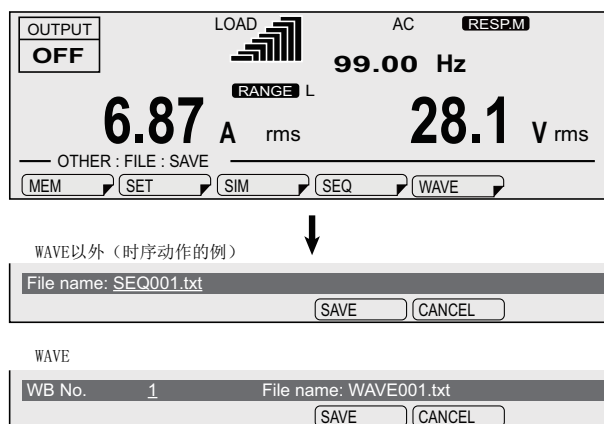 OUTPUT LOAD AC RESP.M
OFF 99.00 Hz
RANGE L
6.87 A rms 28.1 V rms
OTHER : FILE : SAVE
MEM SET SIM SEQ WAVE
WAVE以外（时序动作的例）
File name: SEQ001.txt
SAVE CANCEL
WAVE
WB No. 1 File name: WAVE001.txt
SAVE CANCEL